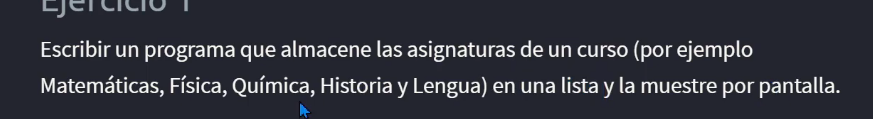 Ejercicio 1
Escribir un programa que almacene las asignaturas de un curso (por ejemplo
Matemáticas, Física, Química, Historia y Lengua) en una lista y la muestre por pantalla.